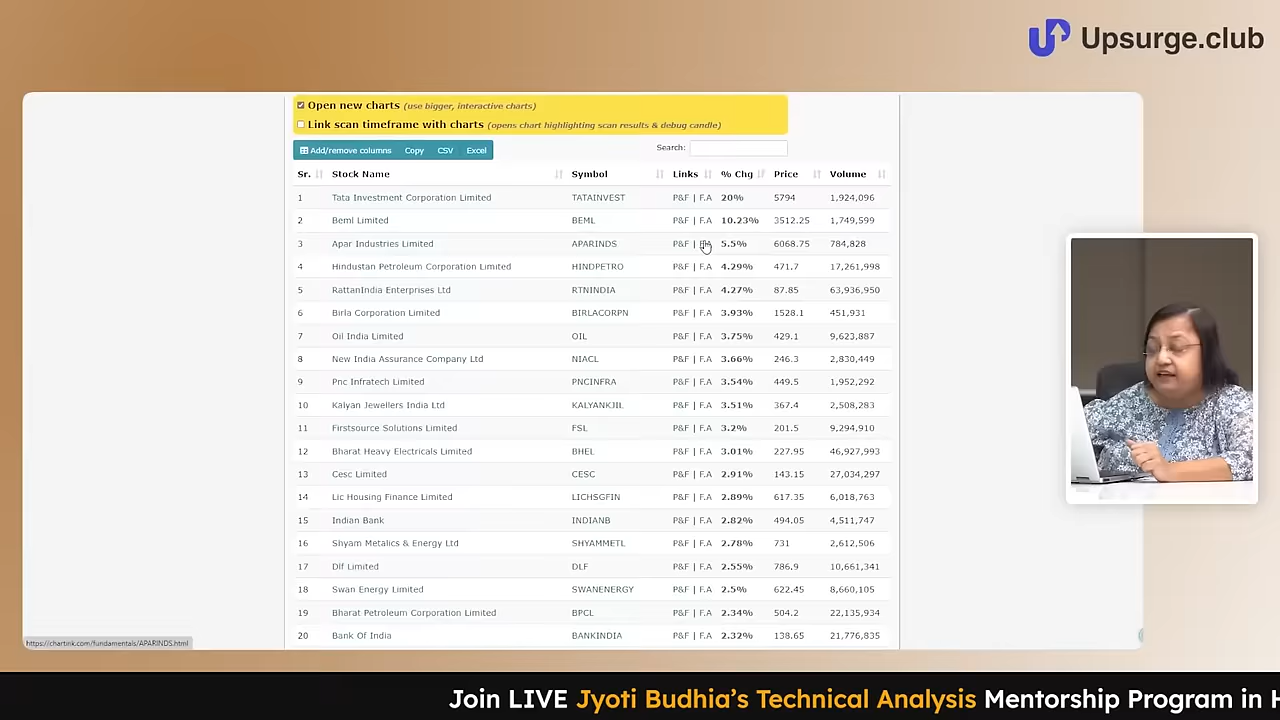 Upsurge.club
Open new charts (use bigger, interactive charts)
Link scan timeframe with charts (opens chart highlighting scan results & debug candle)
Add/remove columns Copy CSV Excel Search:
Sr. Stock Name Symbol Links % Chg Price Volume
1 Tata Investment Corporation Limited TATAINVEST P&F | F.A 20% 5794 1,924,096
2 Beml Limited BEML P&F | F.A 10.23% 3512.25 1,749,599
3 Apar Industries Limited APARINDS P&F | 5.5% 6068.75 784,828
4 Hindustan Petroleum Corporation Limited HINDPETRO P&F | F.A 4.29% 471.7 17,261,998
5 RattanIndia Enterprises Ltd RTNINDIA P&F | F.A 4.27% 87.85 63,936,950
6 Birla Corporation Limited BIRLACORPN P&F | F.A 3.93% 1528.1 451,931
7 Oil India Limited OIL P&F | F.A 3.75% 429.1 9,623,887
8 New India Assurance Company Ltd NIACL P&F | F.A 3.66% 246.3 2,830,449
9 Pnc Infratech Limited PNCINFRA P&F | F.A 3.54% 449.5 1,952,292
10 Kalyan Jewellers India Ltd KALYANKJIL P&F | F.A 3.51% 367.4 2,508,283
11 Firstsource Solutions Limited FSL P&F | F.A 3.2% 201.5 9,294,910
12 Bharat Heavy Electricals Limited BHEL P&F | F.A 3.01% 227.95 46,927,993
13 Cesc Limited CESC P&F | F.A 2.91% 143.15 27,034,297
14 Lic Housing Finance Limited LICHSGFIN P&F | F.A 2.89% 617.35 6,018,763
15 Indian Bank INDIANB P&F | F.A 2.82% 494.05 4,511,747
16 Shyam Metalics & Energy Ltd SHYAMMETL P&F | F.A 2.78% 731 2,612,506
17 Dlf Limited DLF P&F | F.A 2.55% 786.9 10,661,341
18 Swan Energy Limited SWANENERGY P&F | F.A 2.5% 622.45 8,660,105
19 Bharat Petroleum Corporation Limited BPCL P&F | F.A 2.34% 504.2 22,135,934
20 Bank Of India BANKINDIA P&F | F.A 2.32% 138.65 21,776,835
https://chartink.com/fundamentals/APARINDS.html
Join LIVE Jyoti Budhia's Technical Analysis Mentorship Program in H